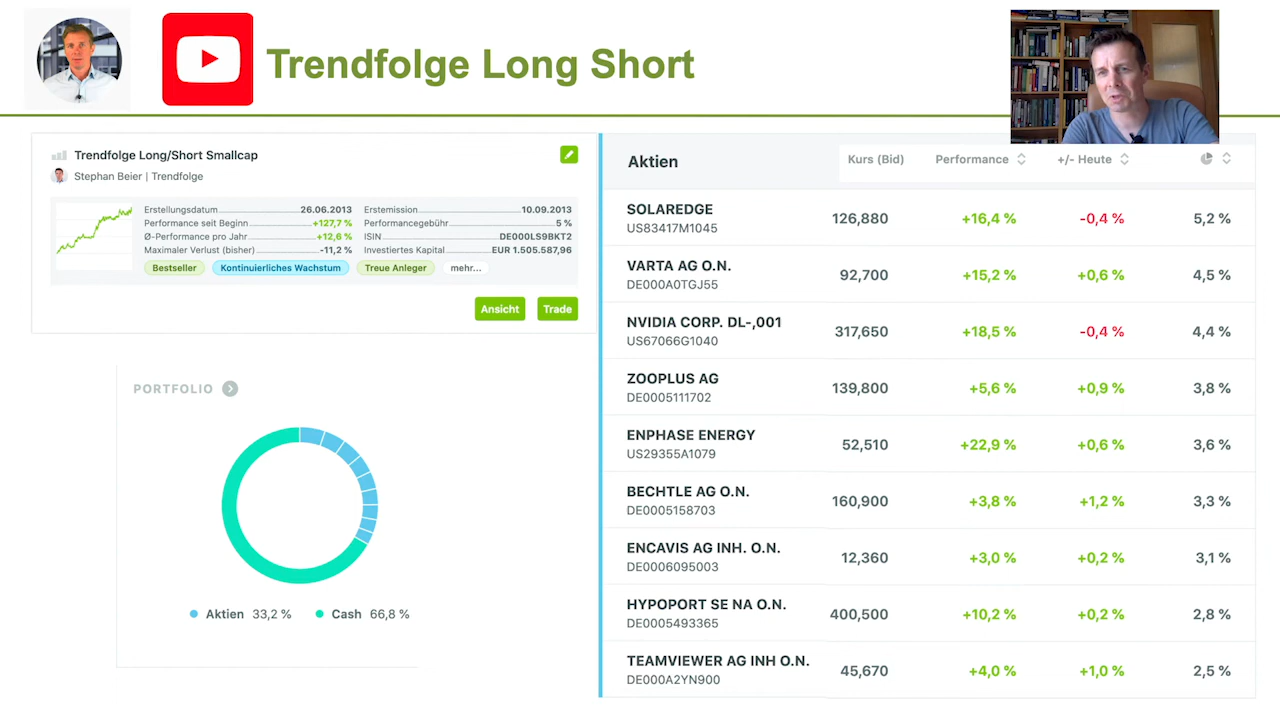 Trendfolge Long Short
Trendfolge Long/Short Smallcap
Stephan Beier | Trendfolge
Erstellungsdatum 26.06.2013 Erstemission 10.09.2013
Performance seit Beginn +127,7 % Performancegebühr 5 %
Ø-Performance pro Jahr +12,6 % ISIN DE000LS9BKT2
Maximaler Verlust (bisher) -11,2 % Investiertes Kapital EUR 1.505.587,96
Bestseller Kontinuierliches Wachstum Treue Anleger mehr...
Ansicht Trade
PORTFOLIO
Aktien 33,2 % Cash 66,8 %
Aktien Kurs (Bid) Performance +/- Heute
SOLAREDGE
US83417M1045
126,880 +16,4 % -0,4 % 5,2 %
VARTA AG O.N.
DE000A0TGJ55
92,700 +15,2 % +0,6 % 4,5 %
NVIDIA CORP. DL-,001
US67066G1040
317,650 +18,5 % -0,4 % 4,4 %
ZOOPLUS AG
DE0005111702
139,800 +5,6 % +0,9 % 3,8 %
ENPHASE ENERGY
US29355A1079
52,510 +22,9 % +0,6 % 3,6 %
BECHTLE AG O.N.
DE0005158703
160,900 +3,8 % +1,2 % 3,3 %
ENCAVIS AG INH. O.N.
DE0006095003
12,360 +3,0 % +0,2 % 3,1 %
HYPOPORT SE NA O.N.
DE0005493365
400,500 +10,2 % +0,2 % 2,8 %
TEAMVIEWER AG INH O.N.
DE000A2YN900
45,670 +4,0 % +1,0 % 2,5 %